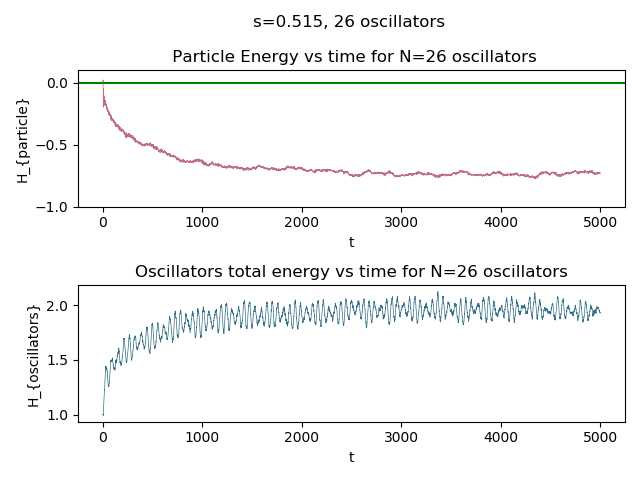 s=0.515, 26 oscillators
Particle Energy vs time for N=26 oscillators
0.0
−0.5
−1.0
H_{particle}
0
1000
2000
3000
4000
5000
t
Oscillators total energy vs time for N=26 oscillators
2.0
1.5
1.0
H_{oscillators}
0
1000
2000
3000
4000
5000
t